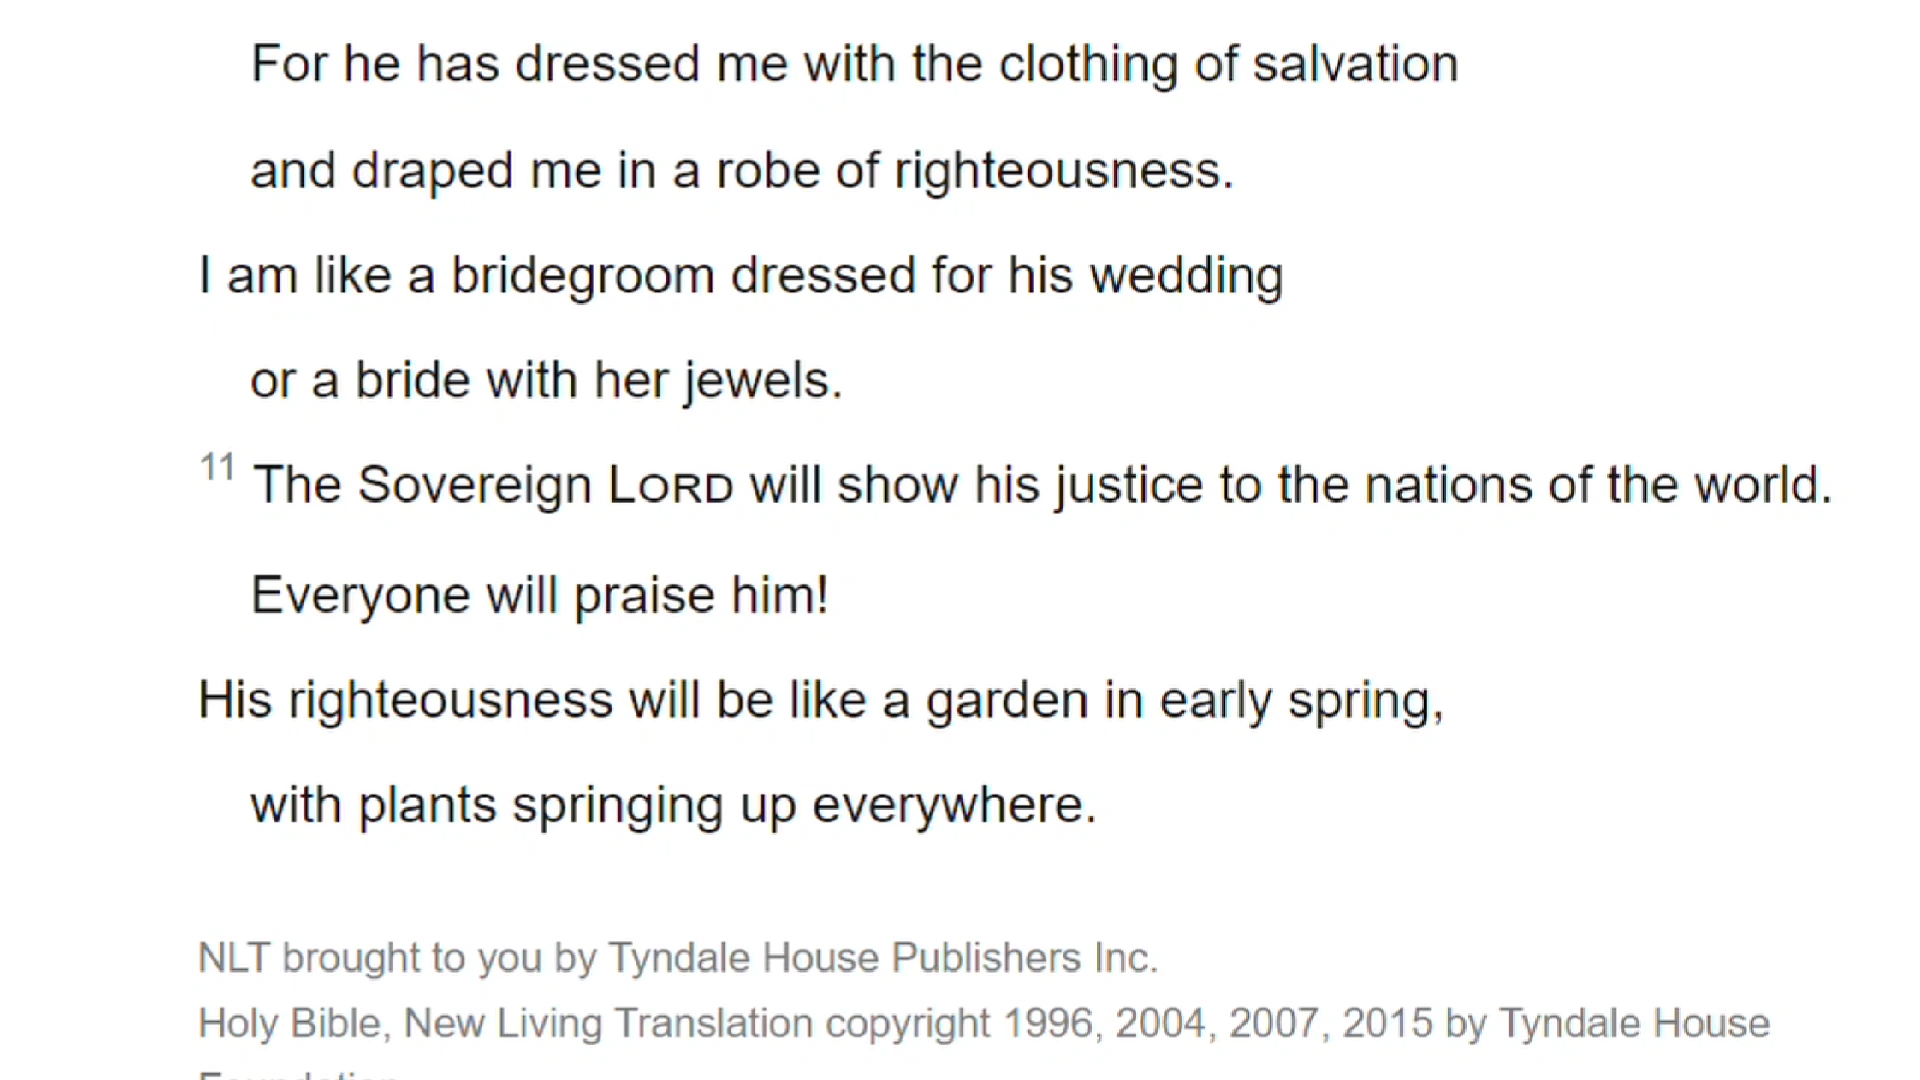 For he has dressed me with the clothing of salvation
and draped me in a robe of righteousness.
I am like a bridegroom dressed for his wedding
or a bride with her jewels.
11 The Sovereign LORD will show his justice to the nations of the world.
Everyone will praise him!
His righteousness will be like a garden in early spring,
with plants springing up everywhere.
NLT brought to you by Tyndale House Publishers Inc.
Holy Bible, New Living Translation copyright 1996, 2004, 2007, 2015 by Tyndale House